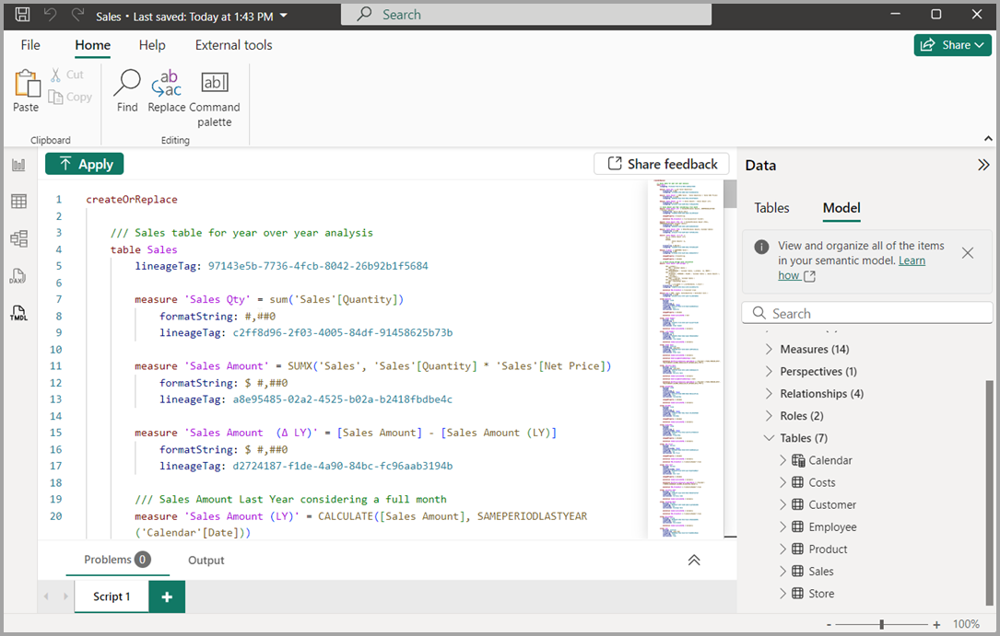 Sales • Last saved: Today at 1:43 PM
Search
File Home Help External tools
Share
Paste
Cut
Copy
Find
Replace
Command palette
Clipboard
Editing
Apply
Share feedback
1 createOrReplace
2
3 /// Sales table for year over year analysis
4 table Sales
5 lineageTag: 97143e5b-7736-4fcb-8042-26b92b1f5684
6
7 measure 'Sales Qty' = sum('Sales'[Quantity])
8 formatString: #,##0
9 lineageTag: c2ff8d96-2f03-4005-84df-91458625b73b
10
11 measure 'Sales Amount' = SUMX('Sales', 'Sales'[Quantity] * 'Sales'[Net Price])
12 formatString: $ #,##0
13 lineageTag: a8e95485-02a2-4525-b02a-b2418fbdbe4c
14
15 measure 'Sales Amount  (Δ LY)' = [Sales Amount] - [Sales Amount (LY)]
16 formatString: $ #,##0
17 lineageTag: d2724187-f1de-4a90-84bc-fc96aab3194b
18
19 /// Sales Amount Last Year considering a full month
20 measure 'Sales Amount (LY)' = CALCULATE([Sales Amount], SAMEPERIODLASTYEAR
('Calendar'[Date]))
DAX
TMDL
Problems 0 Output
Script 1 +
Data
Tables Model
View and organize all of the items
in your semantic model. Learn
how
Search
Measures (14)
Perspectives (1)
Relationships (4)
Roles (2)
Tables (7)
Calendar
Costs
Customer
Employee
Product
Sales
Store
- + 100%